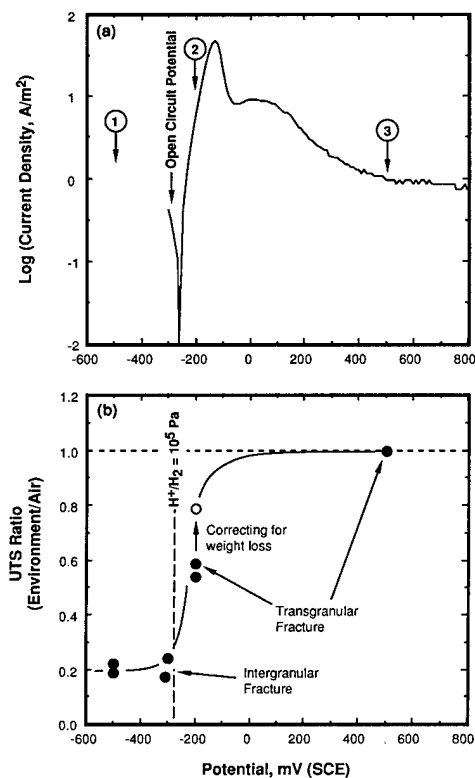 (a)
Log (Current Density, A/m²)
2
1
0
-1
-2
1
Open Circuit Potential
2
3
-600 -400 -200 0 200 400 600 800
(b)
UTS Ratio
(Environment/Air)
1.2
1.0
0.8
0.6
0.4
0.2
0.0
H⁺/H₂ = 10⁵ Pa
Correcting for
weight loss
Transgranular
Fracture
Intergranular
Fracture
-600 -400 -200 0 200 400 600 800
Potential, mV (SCE)